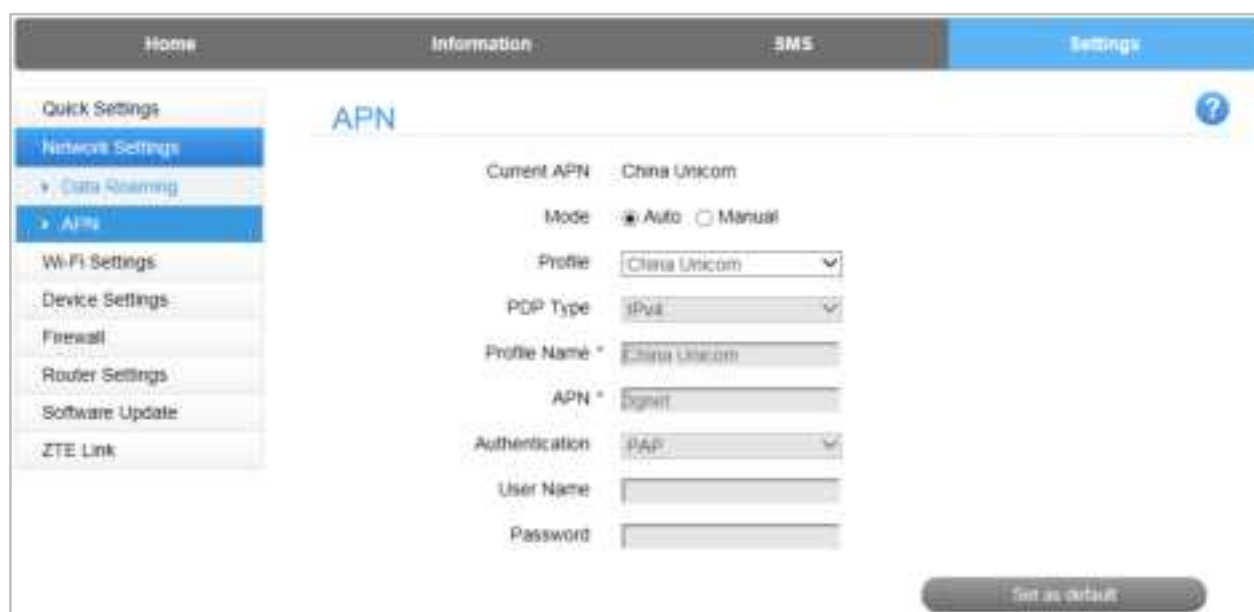 Home Information SMS Settings
Quick Settings
Network Settings
Data Roaming
APN
Wi-Fi Settings
Device Settings
Firewall
Router Settings
Software Update
ZTE Link
APN
?
Current APN China Unicom
Mode Auto Manual
Profile China Unicom
PDP Type IPv4
Profile Name * China Unicom
APN * 3gnet
Authentication PAP
User Name
Password
Set as default